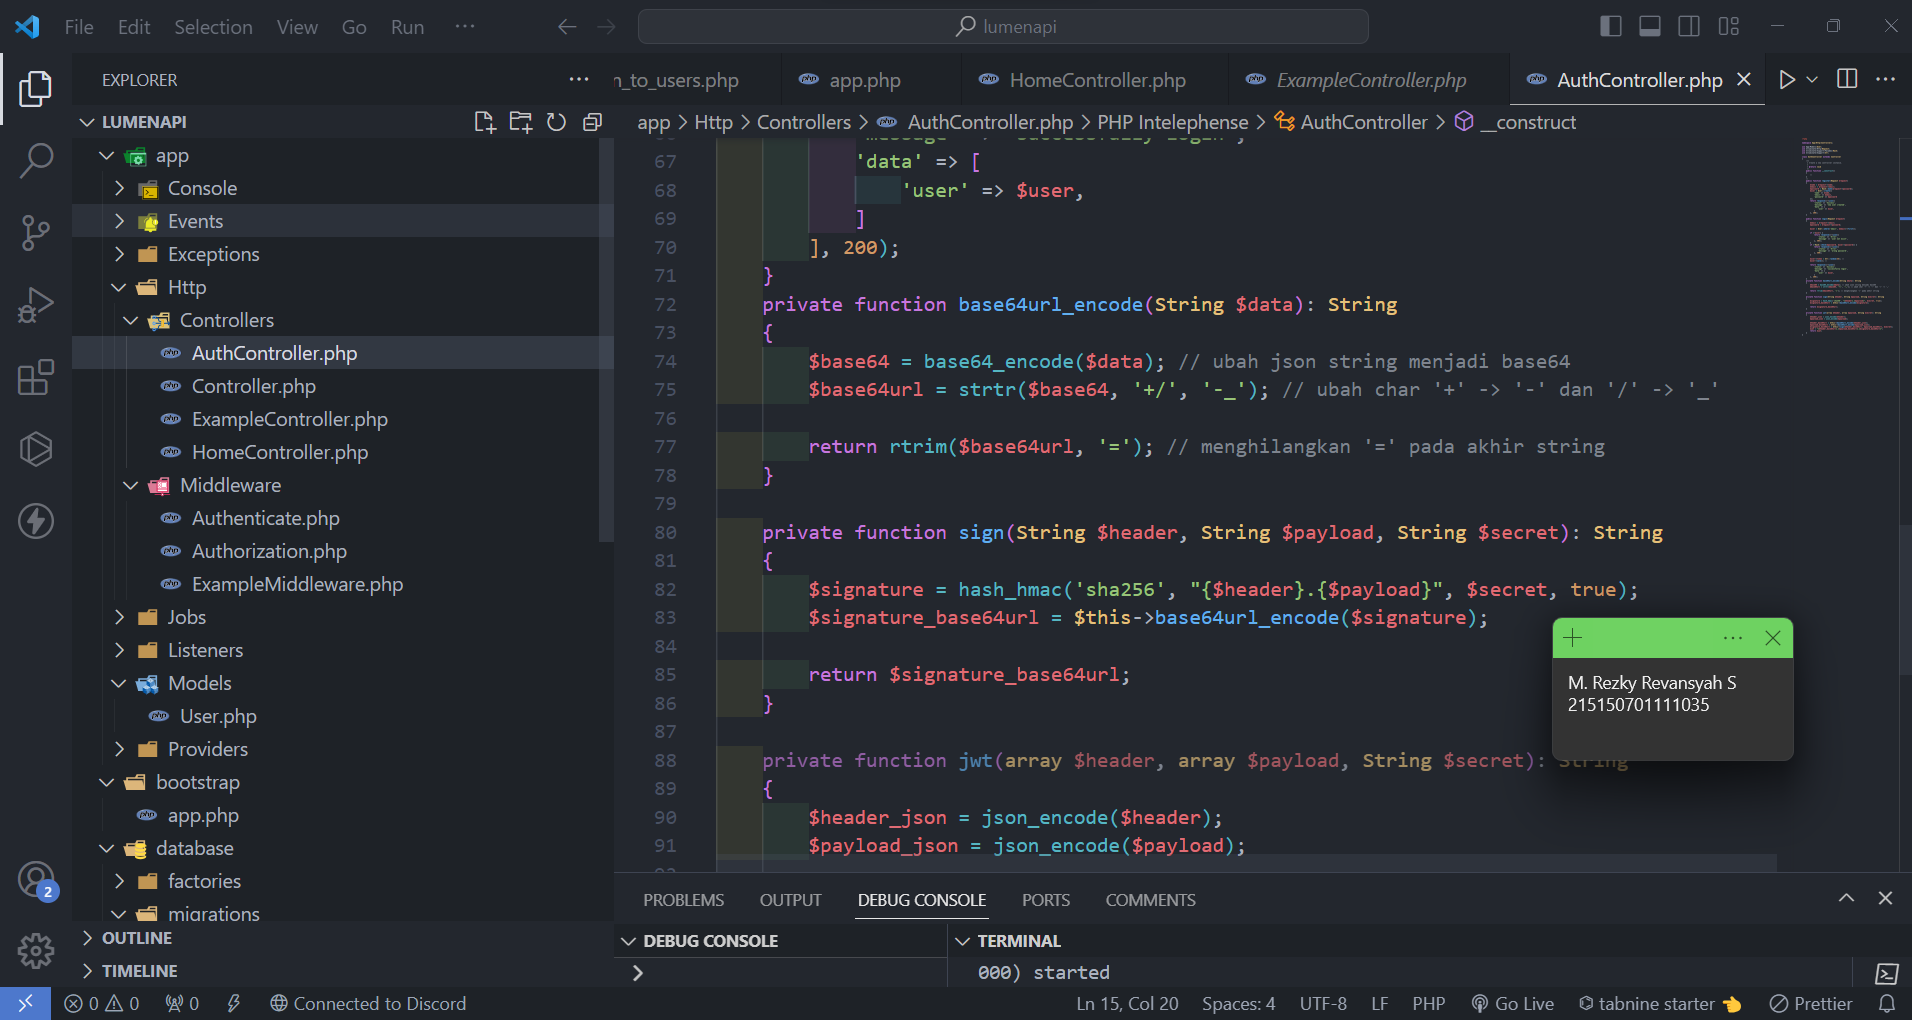 File Edit Selection View Go Run ···
lumenapi
EXPLORER
n_to_users.php app.php HomeController.php ExampleController.php AuthController.php
LUMENAPI
app > Http > Controllers > AuthController.php > PHP Intelephense > AuthController > __construct
app
Console
Events
Exceptions
Http
Controllers
AuthController.php
Controller.php
ExampleController.php
HomeController.php
Middleware
Authenticate.php
Authorization.php
ExampleMiddleware.php
Jobs
Listeners
Models
User.php
Providers
bootstrap
app.php
database
factories
migrations
OUTLINE
TIMELINE
67 'data' => [
68 'user' => $user,
69 ]
70 ], 200);
71 }
72 private function base64url_encode(String $data): String
73 {
74 $base64 = base64_encode($data); // ubah json string menjadi base64
75 $base64url = strtr($base64, '+/', '-_'); // ubah char '+' -> '-' dan '/' -> '_'
76
77 return rtrim($base64url, '='); // menghilangkan '=' pada akhir string
78 }
79
80 private function sign(String $header, String $payload, String $secret): String
81 {
82 $signature = hash_hmac('sha256', "{$header}.{$payload}", $secret, true);
83 $signature_base64url = $this->base64url_encode($signature);
84
85 return $signature_base64url;
86 }
87
88 private function jwt(array $header, array $payload, String $secret): String
89 {
90 $header_json = json_encode($header);
91 $payload_json = json_encode($payload);
M. Rezky Revansyah S
215150701111035
PROBLEMS OUTPUT DEBUG CONSOLE PORTS COMMENTS
DEBUG CONSOLE
TERMINAL
000) started
2
0 0 0 Connected to Discord Ln 15, Col 20 Spaces: 4 UTF-8 LF PHP Go Live tabnine starter Prettier